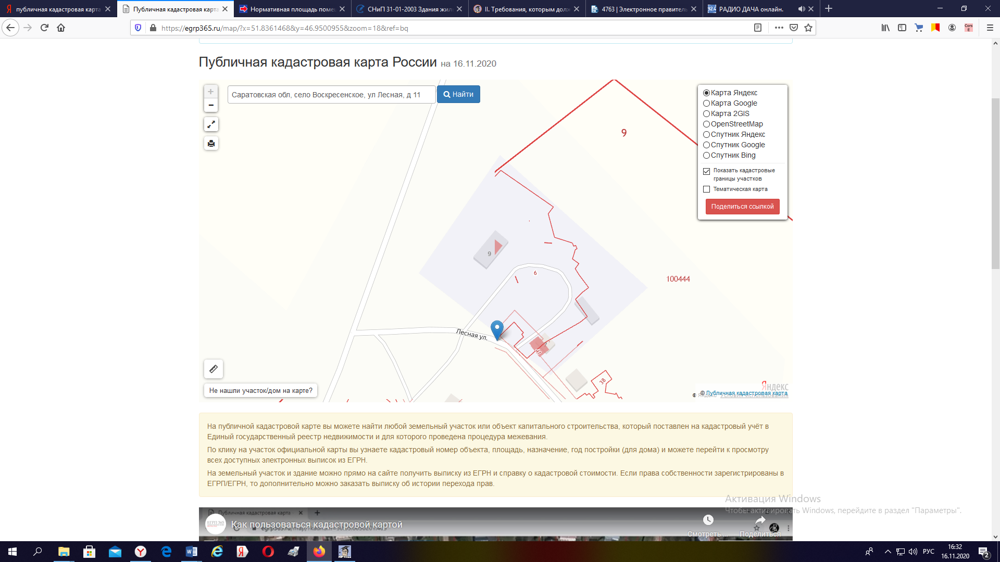 публичная кадастровая карта
Публичная кадастровая карта
Нормативная площадь поме
СНиП 31-01-2003 Здания жил
II. Требования, которым долж
4763 | Электронное правитель
РАДИО ДАЧА онлайн.
https://egrp365.ru/map/?x=51.8361468&y=46.9500955&zoom=18&ref=bq
Публичная кадастровая карта России на 16.11.2020
Саратовская обл, село Воскресенское, ул Лесная, д 11
Найти
Карта Яндекс
Карта Google
Карта 2GIS
OpenStreetMap
Спутник Яндекс
Спутник Google
Спутник Bing
Показать кадастровые
границы участков
Тематическая карта
Поделиться ссылкой
9
9
6
100444
Лесная ул.
38
Не нашли участок/дом на карте?
Яндекс
© Публичная кадастровая карта
© Яндекс Условия использования
На публичной кадастровой карте вы можете найти любой земельный участок или объект капитального строительства, который поставлен на кадастровый учёт в
Единый государственный реестр недвижимости и для которого проведена процедура межевания.
По клику на участок официальной карты вы узнаете кадастровый номер объекта, площадь, назначение, год постройки (для дома) и можете перейти к просмотру
всех доступных электронных выписок из ЕГРН.
На земельный участок и здание можно прямо на сайте получить выписку из ЕГРН и справку о кадастровой стоимости. Если права собственности зарегистрированы в
ЕГРП/ЕГРН, то дополнительно можно заказать выписку об истории перехода прав.
Активация Windows
Чтобы активировать Windows, перейдите в раздел "Параметры".
Публичная кадастровая карта
ЕГРП 365
Как пользоваться кадастровой картой
Смотреть ...
Поделиться
РУС
16:32
16.11.2020
2